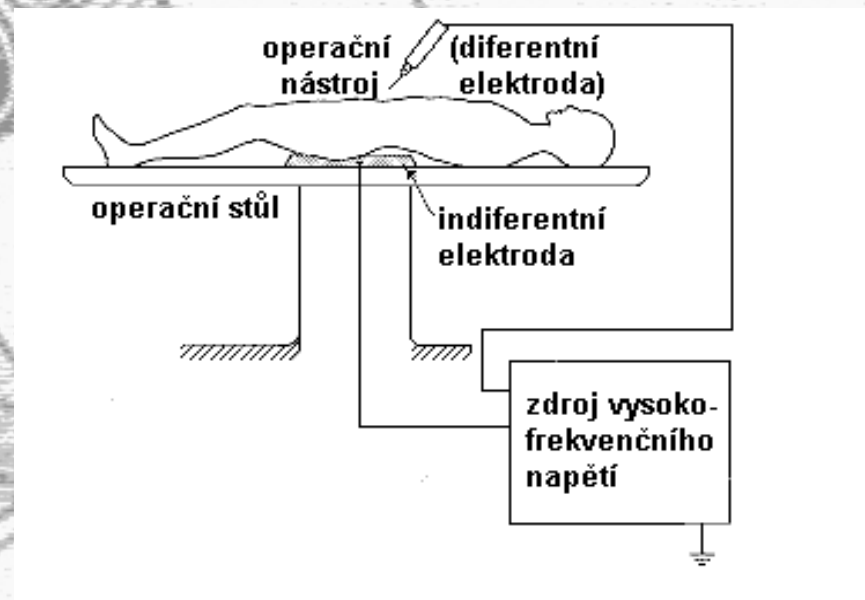 operační
nástroj
(diferentní
elektroda)
operační stůl
indiferentní
elektroda
zdroj vysoko-
frekvenčního
napětí